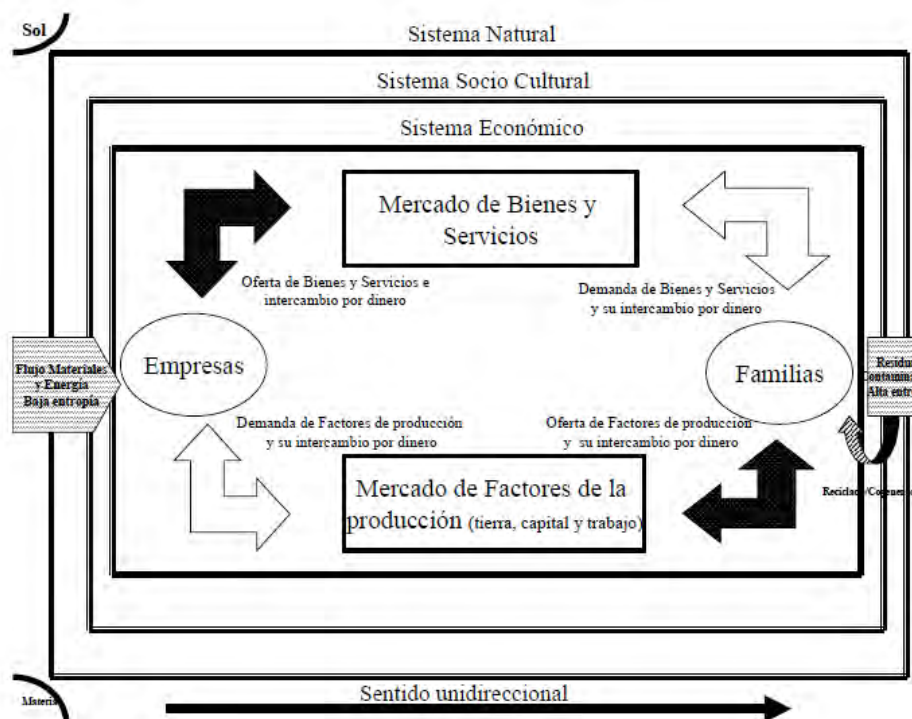 Sol
Sistema Natural
Sistema Socio Cultural
Sistema Económico
Mercado de Bienes y
Servicios
Oferta de Bienes y Servicios e
intercambio por dinero
Demanda de Bienes y Servicios
y su intercambio por dinero
Flujo Materiales
y Energía
Baja entropía
Empresas
Familias
Alta
Demanda de Factores de producción
y su intercambio por dinero
Oferta de Factores de producción
y su intercambio por dinero
Mercado de Factores de la
producción (tierra, capital y trabajo)
Sentido unidireccional